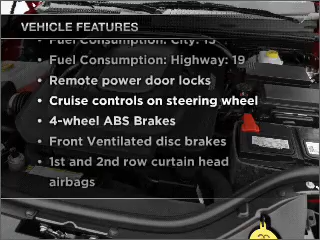 VEHICLE FEATURES
• Fuel Consumption: City: 15
• Fuel Consumption: Highway: 19
• Remote power door locks
• Cruise controls on steering wheel
• 4-wheel ABS Brakes
• Front Ventilated disc brakes
• 1st and 2nd row curtain head
airbags